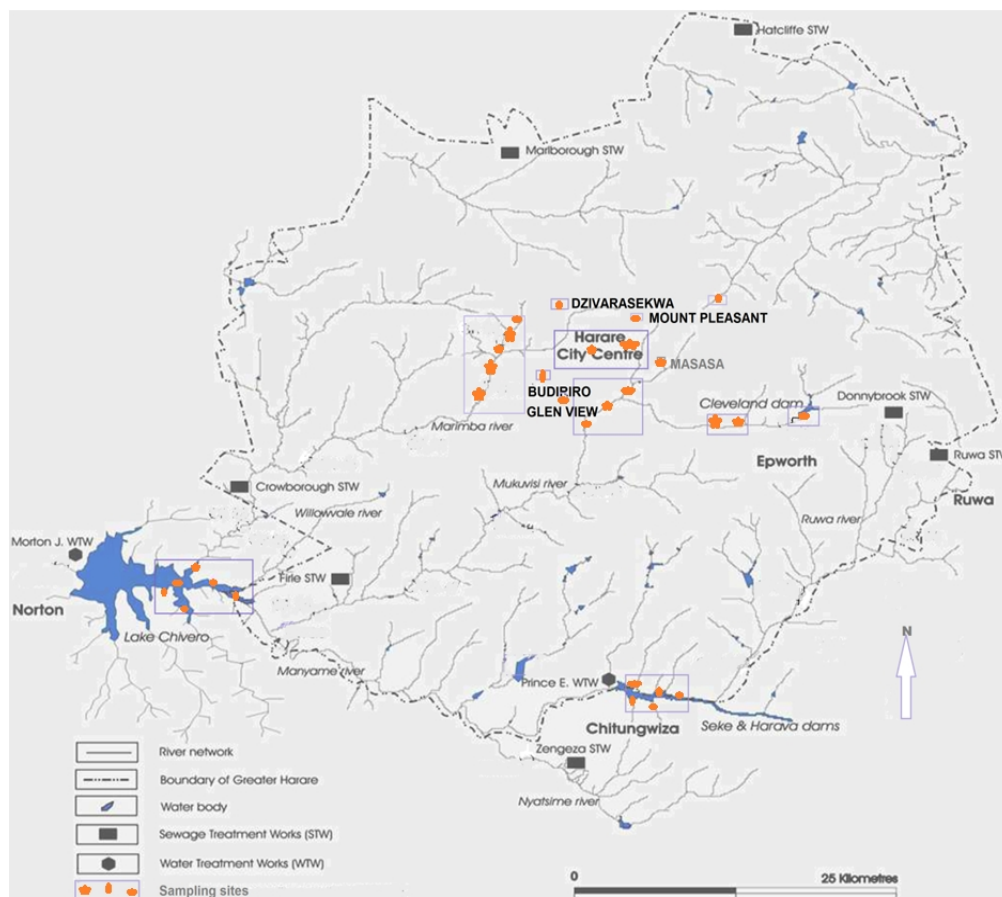 Hatcliffe STW
Marlborough STW
DZIVARASEKWA
MOUNT PLEASANT
Harare
City Centre
MASASA
BUDIRIRO
GLEN VIEW
Cleveland dam
Donnybrook STW
Marimba river
Epworth
Ruwa STW
Crowborough STW
Mukuvisi river
Ruwa
Willowvale river
Ruwa river
Morton J. WTW
Firle STW
Norton
Lake Chivero
N
Manyame river
Prince E. WTW
Chitungwiza
Seke & Harava dams
Zengeza STW
Nyatsime river
River network
Boundary of Greater Harare
Water body
Sewage Treatment Works (STW)
Water Treatment Works (WTW)
Sampling sites
0 25 Kilometres